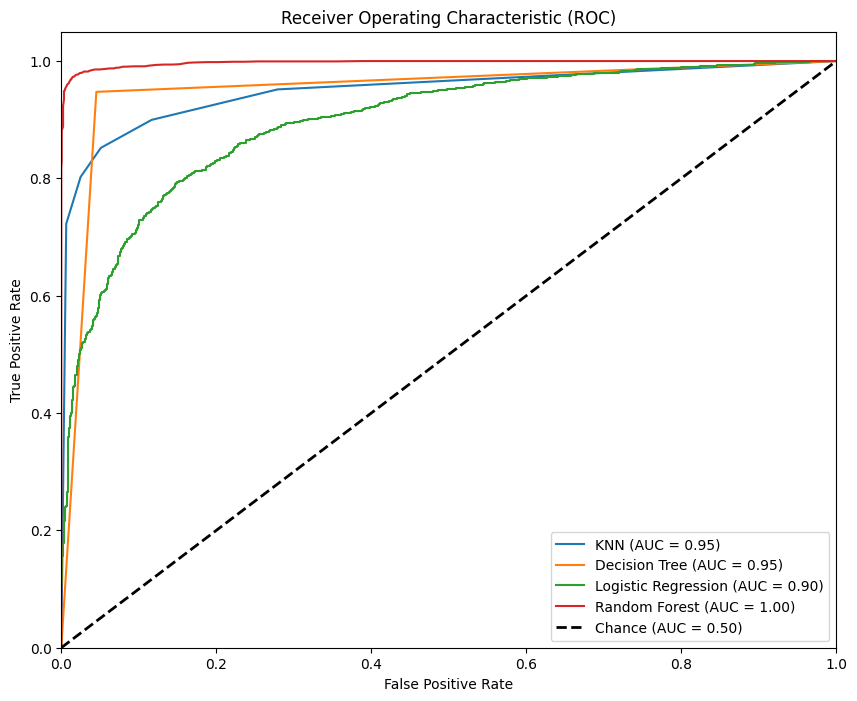 Receiver Operating Characteristic (ROC)
True Positive Rate
1.0
0.8
0.6
0.4
0.2
0.0
KNN (AUC = 0.95)
Decision Tree (AUC = 0.95)
Logistic Regression (AUC = 0.90)
Random Forest (AUC = 1.00)
Chance (AUC = 0.50)
0.0 0.2 0.4 0.6 0.8 1.0
False Positive Rate